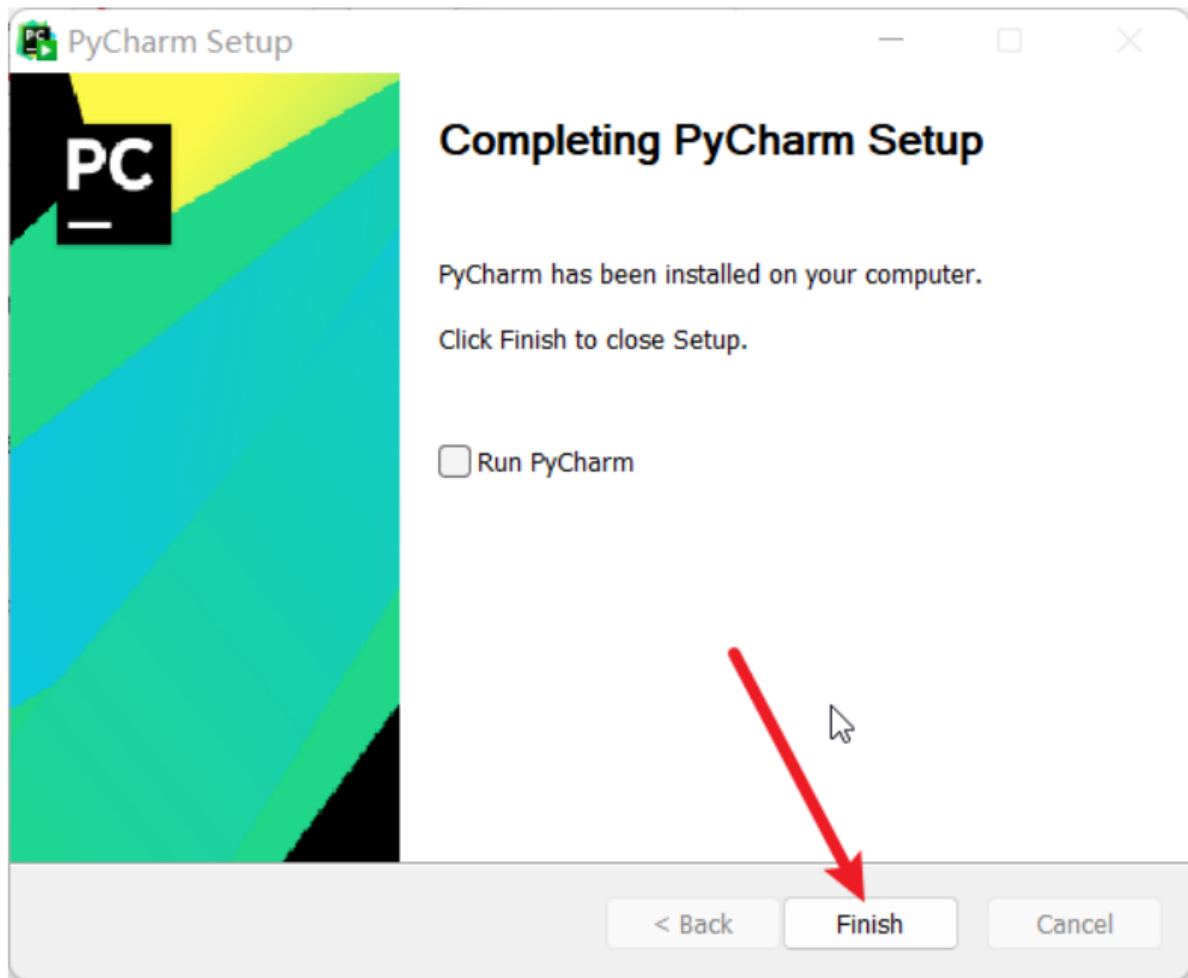 PyCharm Setup
PC
Completing PyCharm Setup
PyCharm has been installed on your computer.
Click Finish to close Setup.
Run PyCharm
< Back
Finish
Cancel